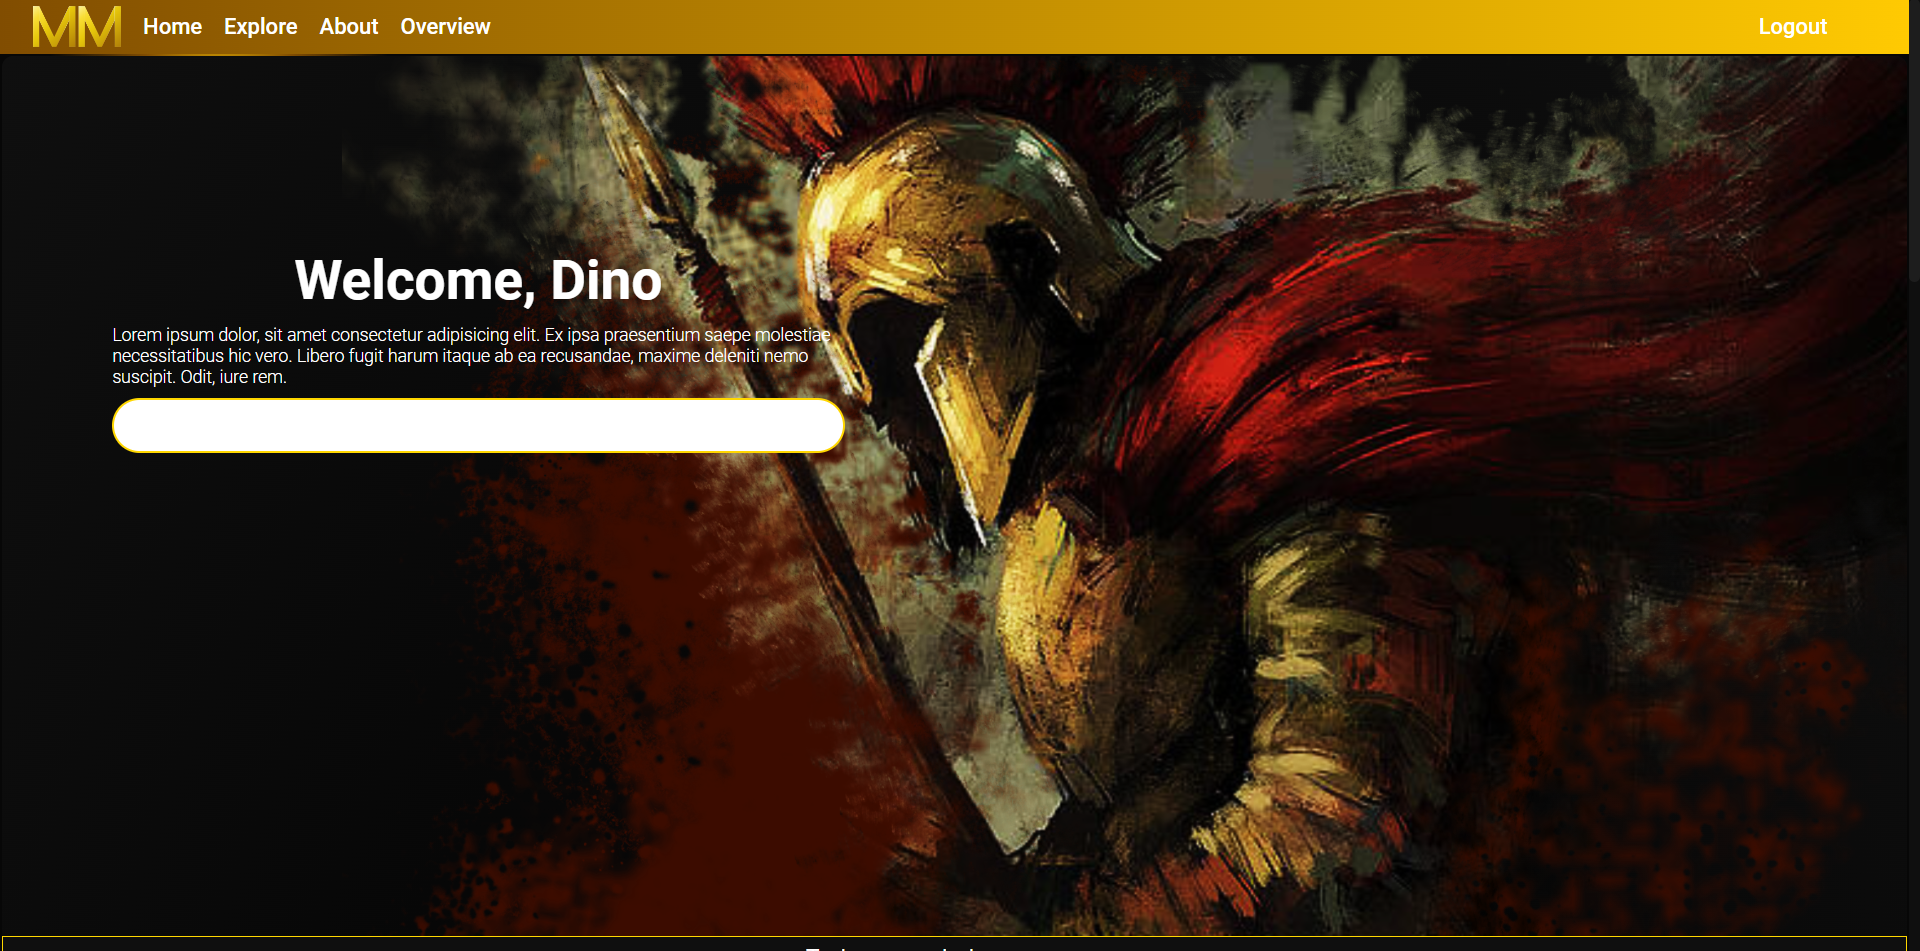 MM Home Explore About Overview Logout
Welcome, Dino
Lorem ipsum dolor, sit amet consectetur adipisicing elit. Ex ipsa praesentium saepe molestiae
necessitatibus hic vero. Libero fugit harum itaque ab ea recusandae, maxime deleniti nemo
suscipit. Odit, iure rem.